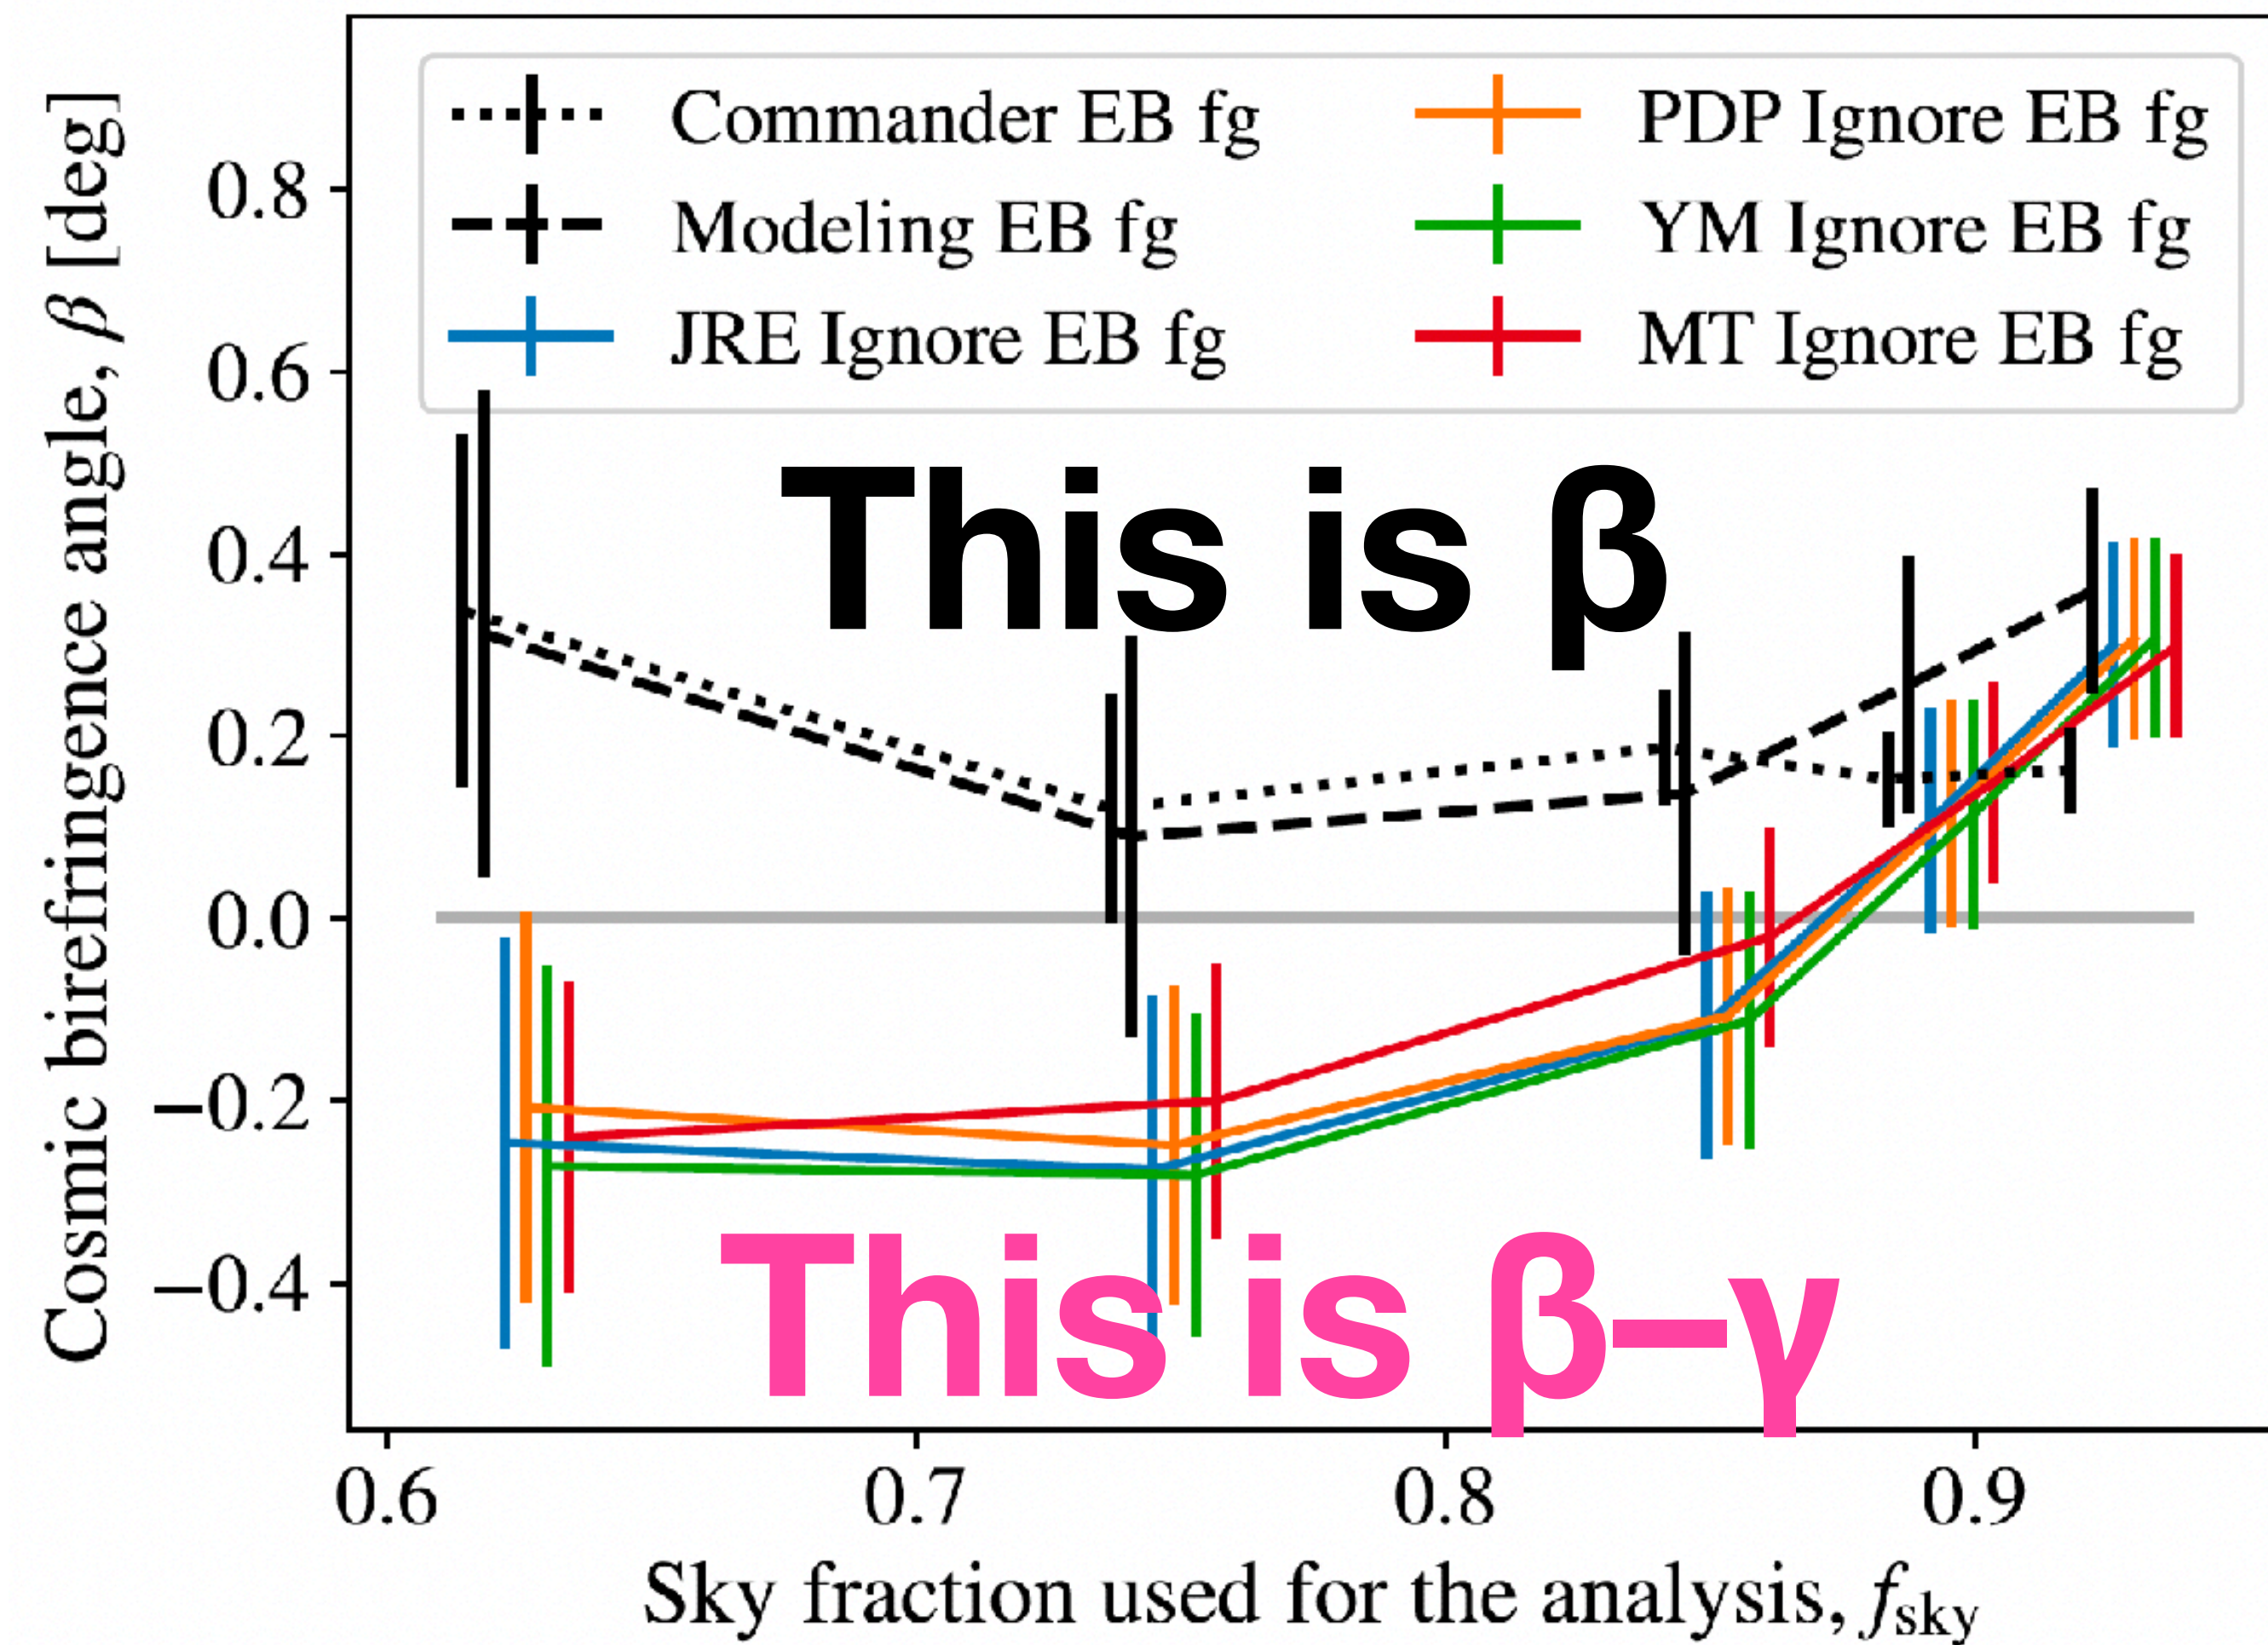 Cosmic birefringence angle, β [deg]
Commander EB fg
Modeling EB fg
JRE Ignore EB fg
PDP Ignore EB fg
YM Ignore EB fg
MT Ignore EB fg
0.8
0.6
0.4
0.2
0.0
−0.2
−0.4
This is β
This is β−γ
0.6 0.7 0.8 0.9
Sky fraction used for the analysis, fsky